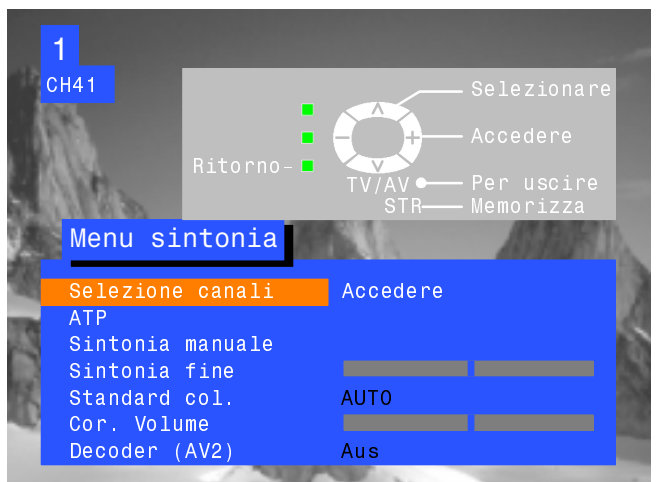 1
CH41
Selezionare
Accedere
Ritorno
TV/AV Per uscire
STR Memorizza
Menu sintonia
Selezione canali Accedere
ATP
Sintonia manuale
Sintonia fine
Standard col. AUTO
Cor. Volume
Decoder (AV2) Aus